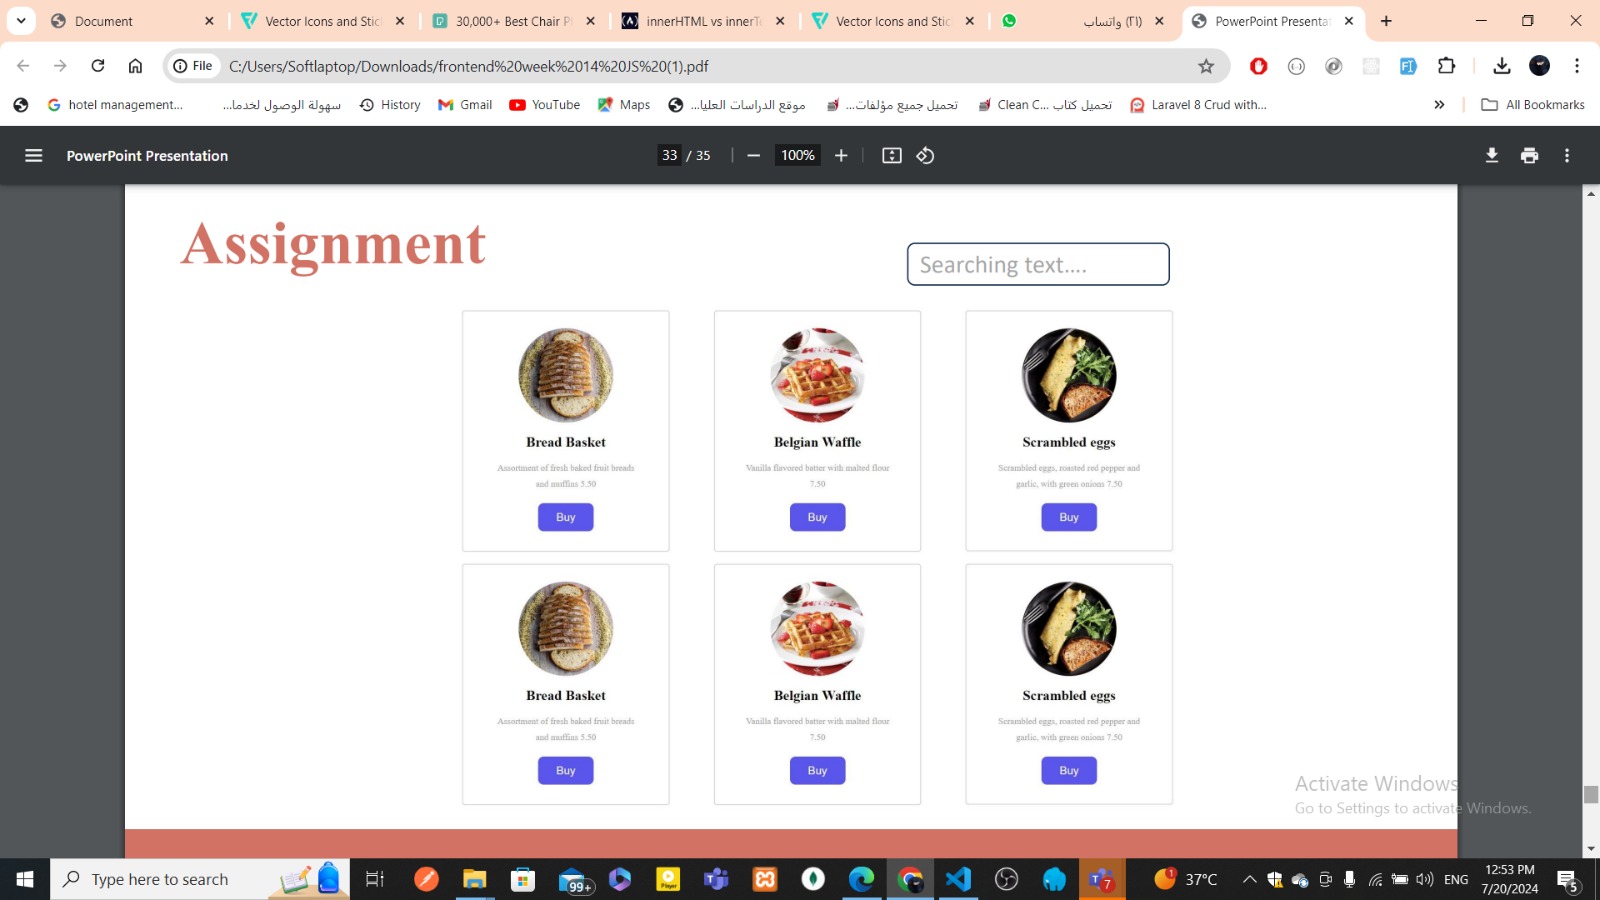 Document
Vector Icons and Stic
30,000+ Best Chair P
innerHTML vs innerTe
Vector Icons and Stic
(٢١) واتساب
PowerPoint Presentat
File
C:/Users/Softlaptop/Downloads/frontend%20week%2014%20JS%20(1).pdf
hotel management...
سهولة الوصول لخدما...
History
Gmail
YouTube
Maps
موقع الدراسات العليا...
تحميل جميع مؤلفات...
تحميل كتاب Clean C...
Laravel 8 Crud with...
»
All Bookmarks
PowerPoint Presentation
33 / 35
100%
Assignment
Searching text....
Bread Basket
Belgian Waffle
Scrambled eggs
Assortment of fresh baked fruit breads
and muffins 5.50
Vanilla flavored batter with malted flour
7.50
Scrambled eggs, roasted red pepper and
garlic, with green onions 7.50
Buy
Buy
Buy
Bread Basket
Belgian Waffle
Scrambled eggs
Assortment of fresh baked fruit breads
and muffins 5.50
Vanilla flavored batter with malted flour
7.50
Scrambled eggs, roasted red pepper and
garlic, with green onions 7.50
Buy
Buy
Buy
Activate Windows
Go to Settings to activate Windows.
Type here to search
99+
Player
7
1
37°C
ENG
12:53 PM
7/20/2024
5